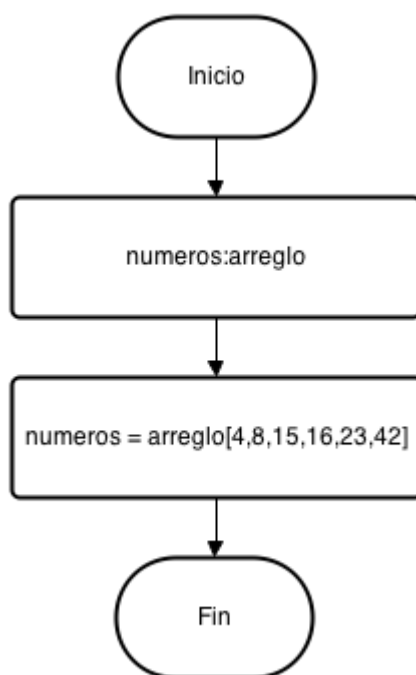 Inicio
numeros:arreglo
numeros = arreglo[4,8,15,16,23,42]
Fin